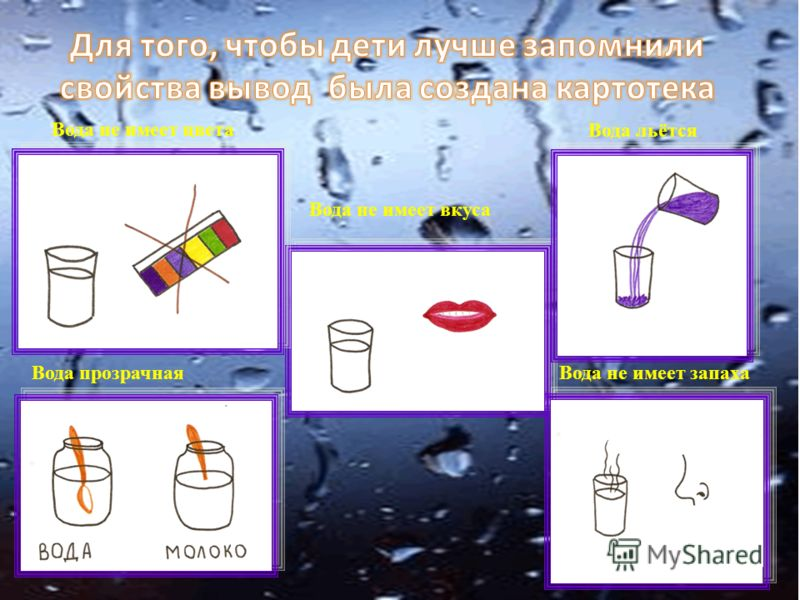 Для того, чтобы дети лучше запомнили
свойства вывод была создана картотека
Вода не имеет цвета
Вода льётся
Вода не имеет вкуса
Вода прозрачная
Вода не имеет запаха
ВОДА
МОЛОКО
MyShared